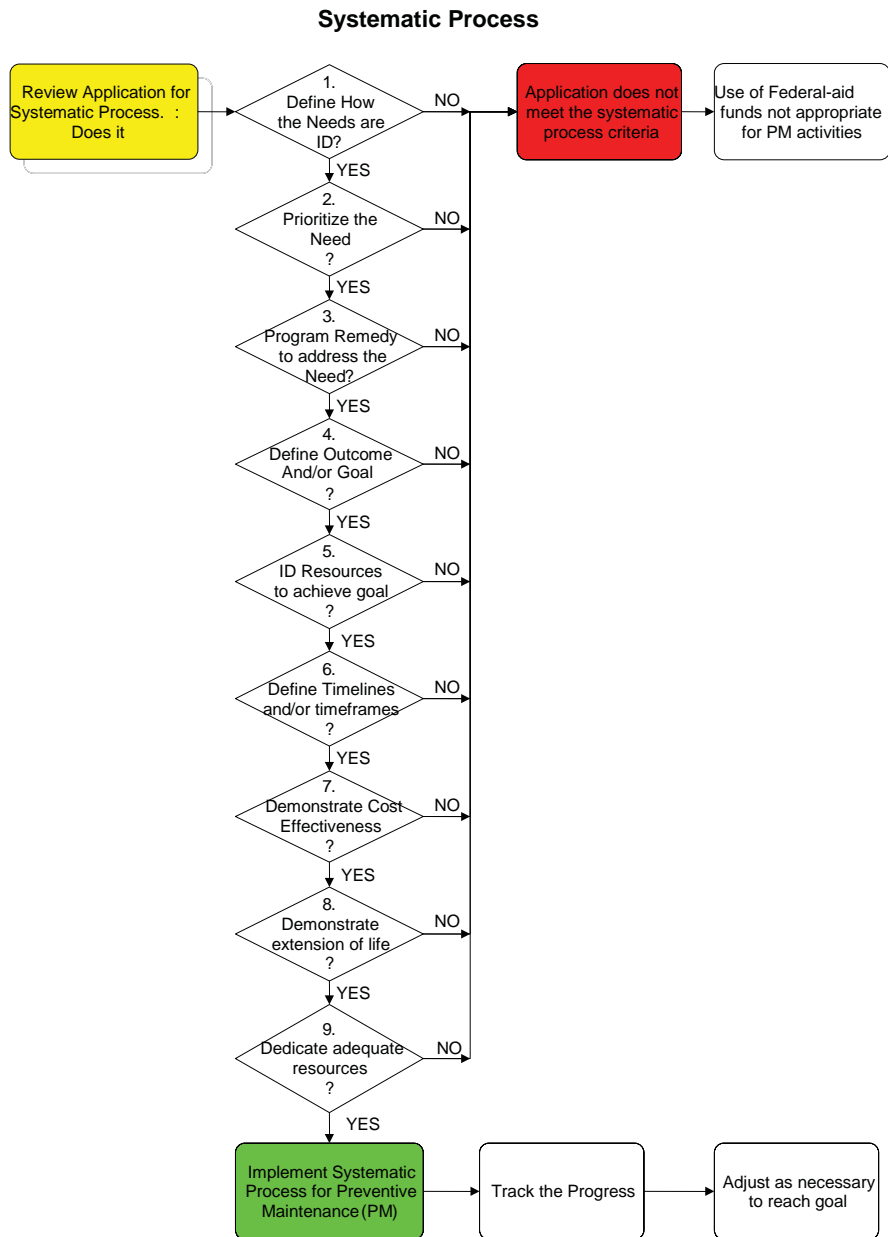 Systematic Process
Review Application for
Systematic Process. :
Does it
1.
Define How
the Needs are
ID?
NO
Application does not
meet the systematic
process criteria
Use of Federal-aid
funds not appropriate
for PM activities
YES
2.
Prioritize the
Need
?
NO
YES
3.
Program Remedy
to address the
Need?
NO
YES
4.
Define Outcome
And/or Goal
?
NO
YES
5.
ID Resources
to achieve goal
?
NO
YES
6.
Define Timelines
and/or timeframes
?
NO
YES
7.
Demonstrate Cost
Effectiveness
?
NO
YES
8.
Demonstrate
extension of life
?
NO
YES
9.
Dedicate adequate
resources
?
NO
YES
Implement Systematic
Process for Preventive
Maintenance (PM)
Track the Progress
Adjust as necessary
to reach goal